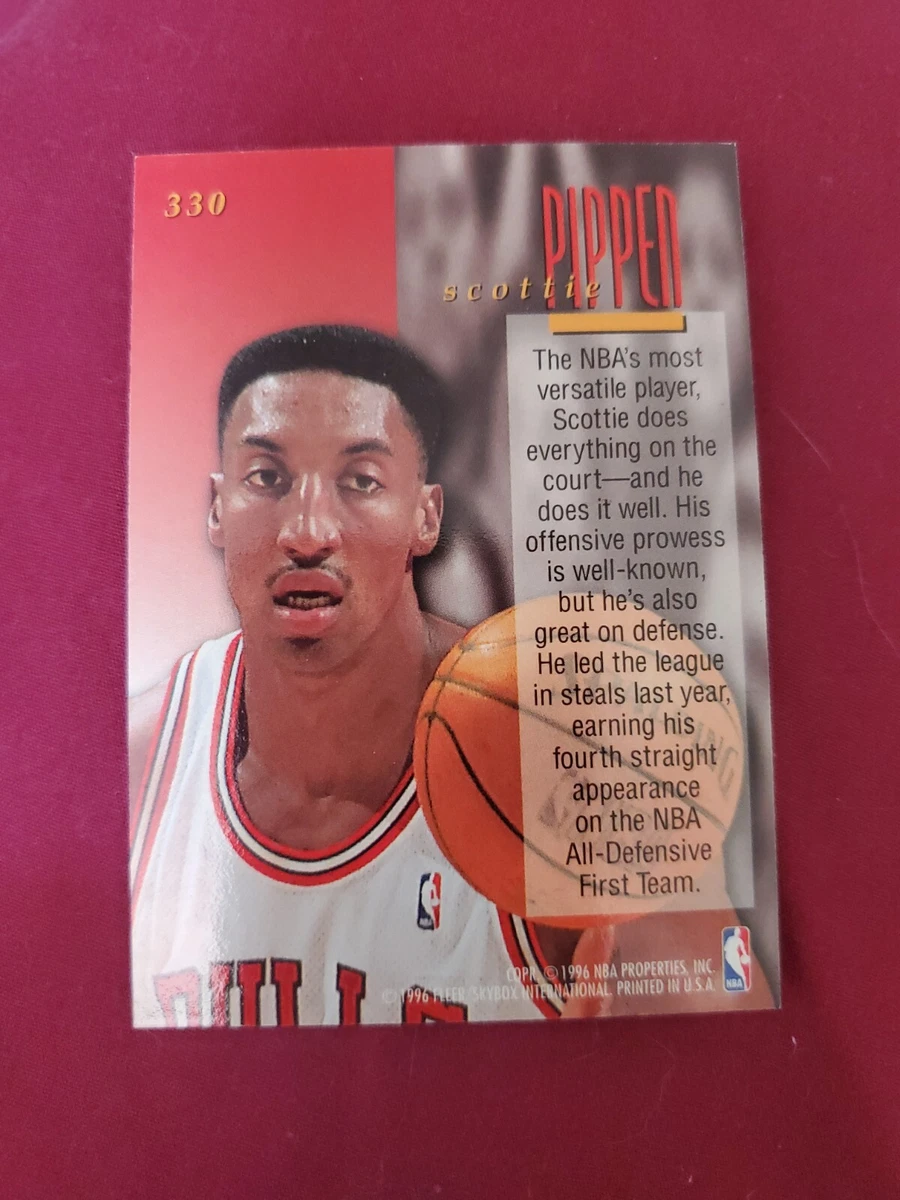 330
PIPPEN
scottie
The NBA's most
versatile player,
Scottie does
everything on the
court—and he
does it well. His
offensive prowess
is well-known,
but he's also
great on defense.
He led the league
in steals last year,
earning his
fourth straight
appearance
on the NBA
All-Defensive
First Team.
BULLS
COPR. © 1996 NBA PROPERTIES, INC.
© 1996 FLEER/SKYBOX INTERNATIONAL. PRINTED IN U.S.A.
NBA